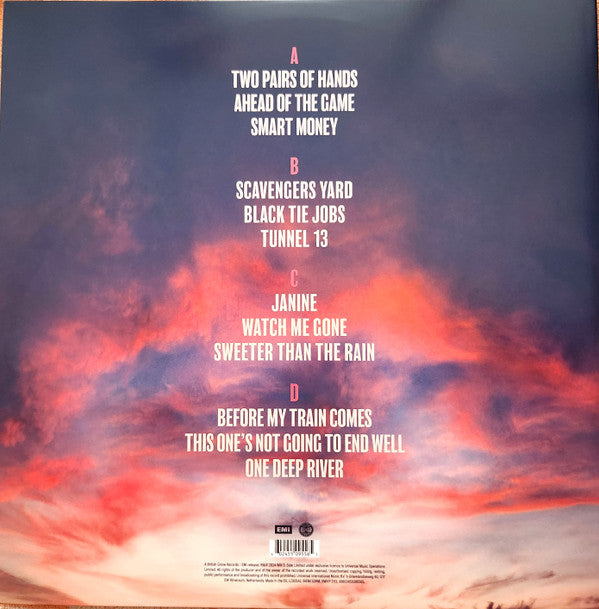 A
TWO PAIRS OF HANDS
AHEAD OF THE GAME
SMART MONEY
B
SCAVENGERS YARD
BLACK TIE JOBS
TUNNEL 13
C
JANINE
WATCH ME GONE
SWEETER THAN THE RAIN
D
BEFORE MY TRAIN COMES
THIS ONE'S NOT GOING TO END WELL
ONE DEEP RIVER
EMI